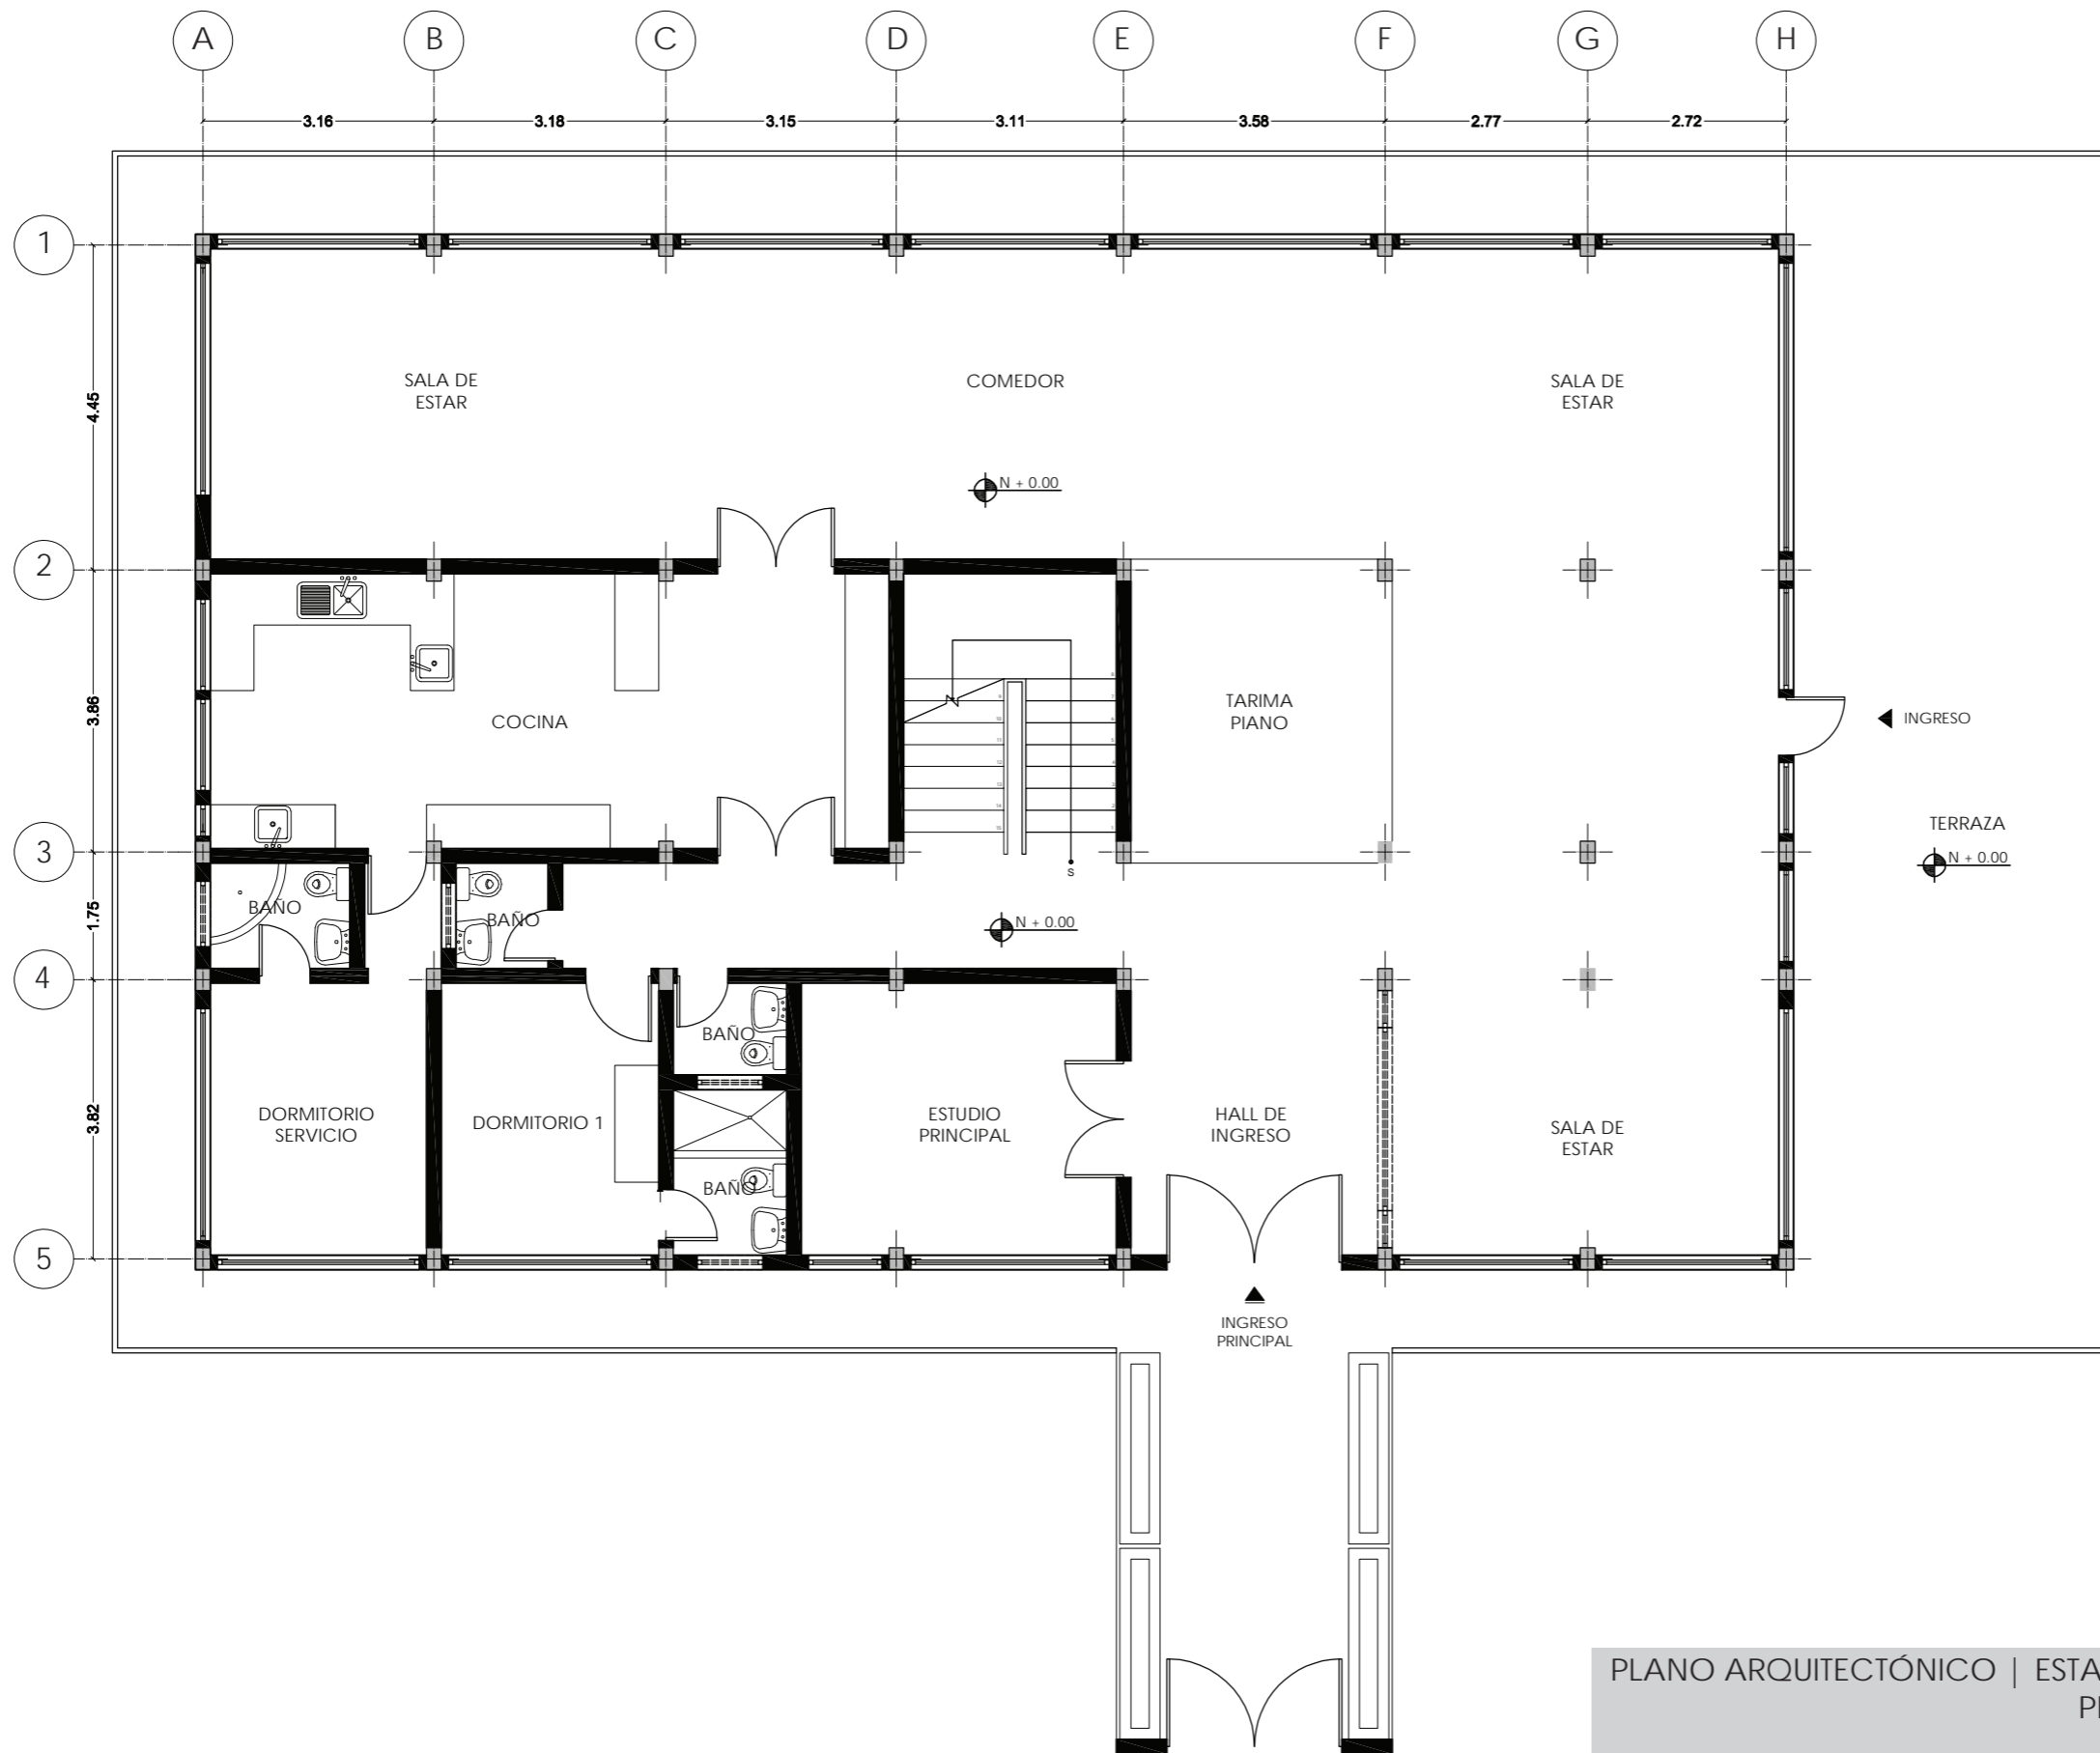 A B C D E F G H
3.16 3.18 3.15 3.11 3.58 2.77 2.72
1
4.45
SALA DE
ESTAR
COMEDOR
SALA DE
ESTAR
N + 0.00
2
3.86
COCINA
TARIMA
PIANO
INGRESO
TERRAZA
N + 0.00
3
S
1.75
BAÑO
BAÑO
N + 0.00
4
BAÑO
3.82
DORMITORIO
SERVICIO
DORMITORIO 1
ESTUDIO
PRINCIPAL
HALL DE
INGRESO
SALA DE
ESTAR
BAÑO
5
INGRESO
PRINCIPAL
PLANO ARQUITECTÓNICO | ESTA